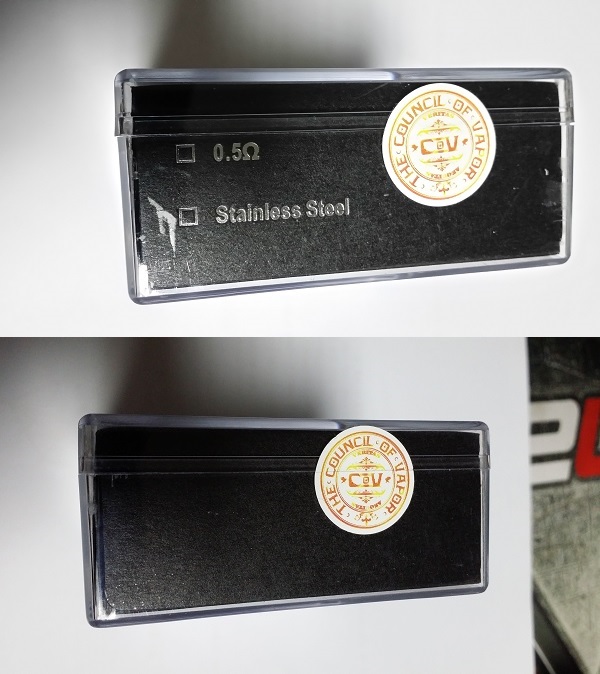 0.5Ω
Stainless Steel
THE COUNCIL OF VAPOR
CoV
THE COUNCIL OF VAPOR
CoV